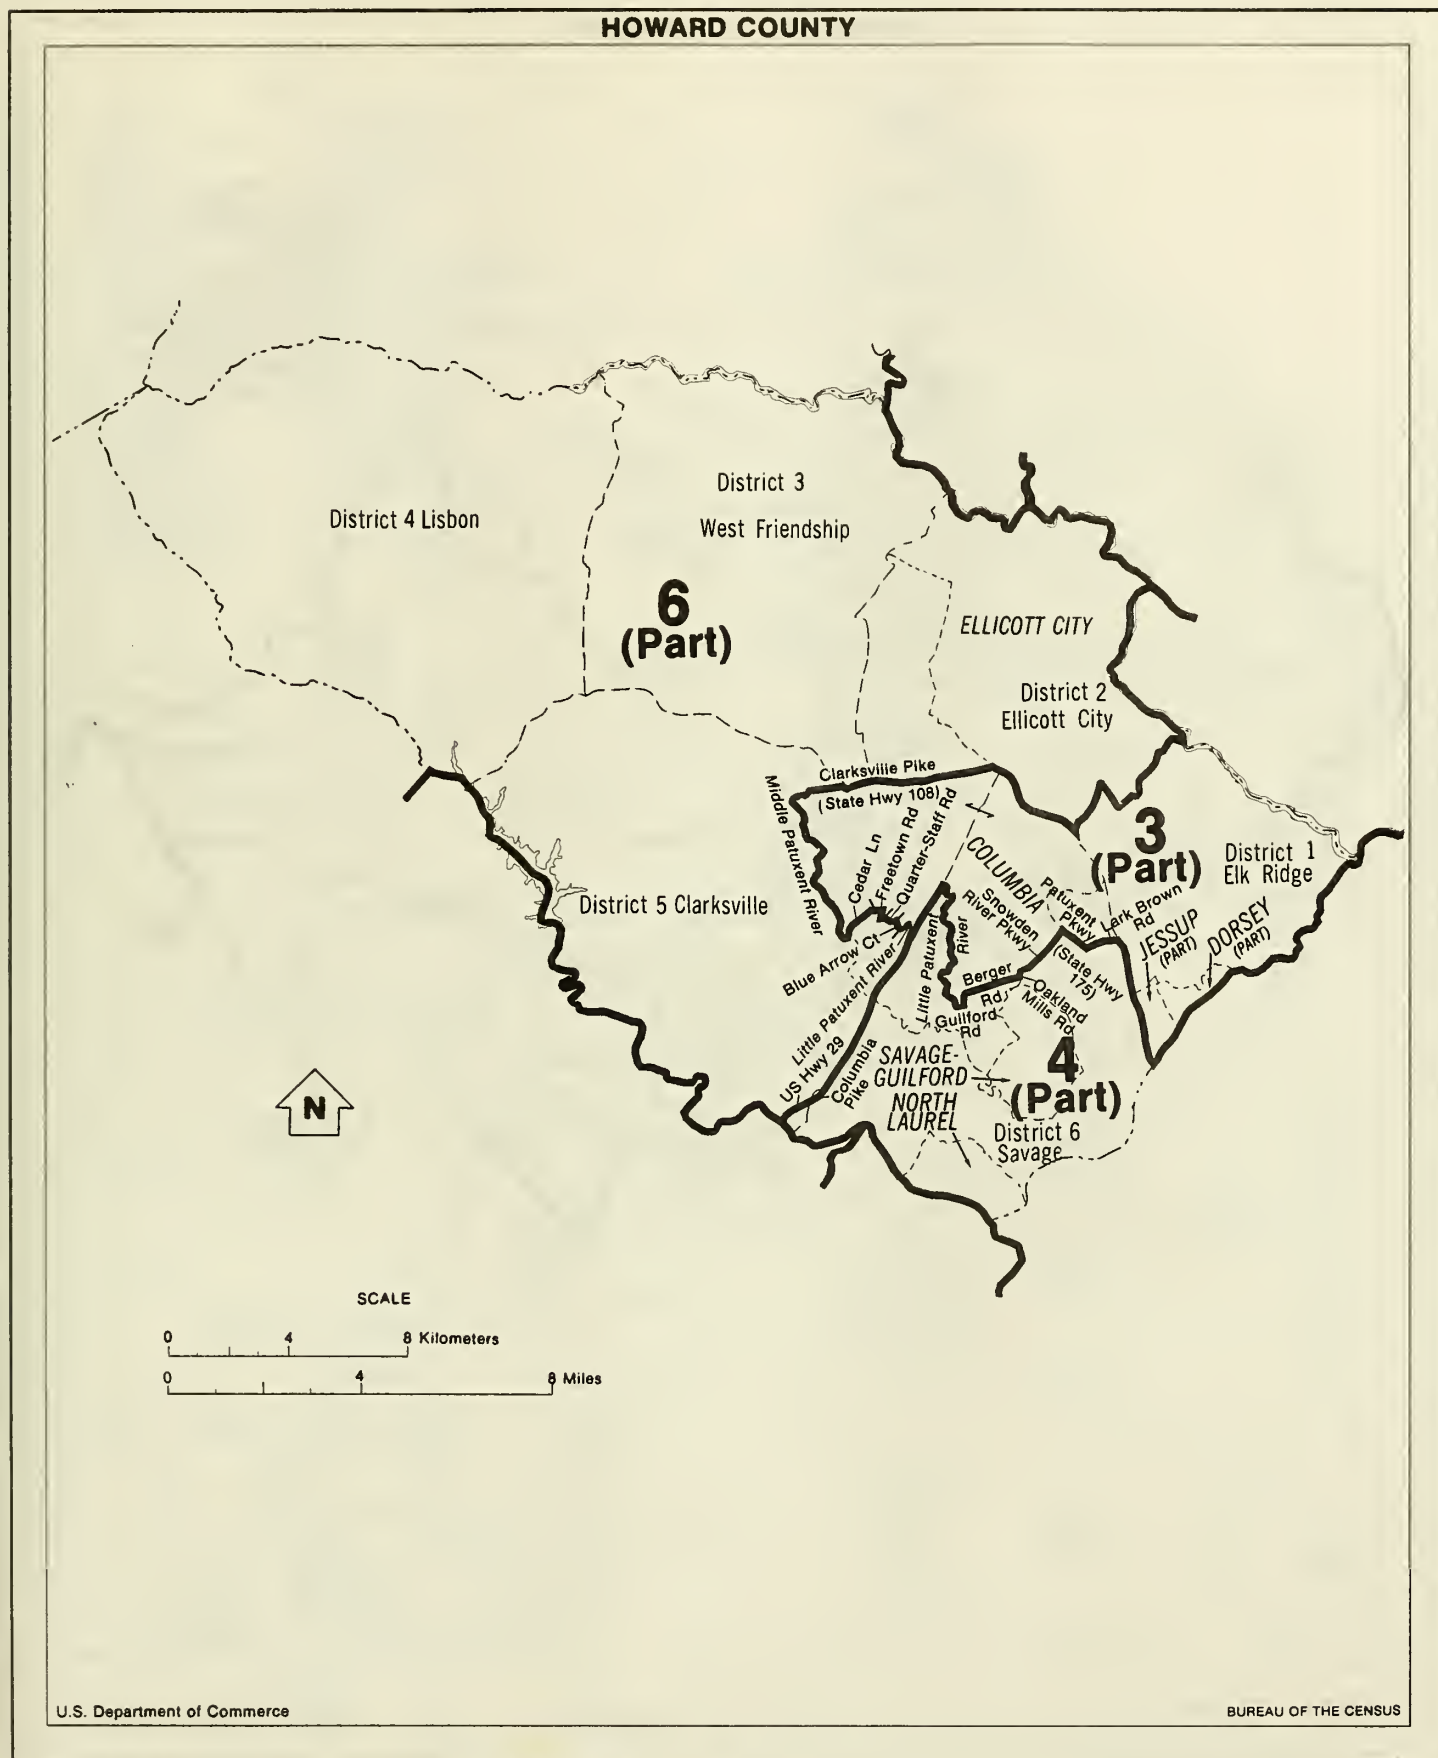 HOWARD COUNTY
District 3
West Friendship
District 4 Lisbon
6
(Part)
ELLICOTT CITY
District 2
Ellicott City
Clarksville Pike
(State Hwy 108)
Middle Patuxent River
Cedar Ln
Freetown Rd
Quarter-Staff Rd
COLUMBIA
3
(Part)
District 1
Elk Ridge
District 5 Clarksville
Snowden
River Pkwy
Patuxent
Pkwy
Lark Brown
Rd
JESSUP
(PART)
DORSEY
(PART)
Blue Arrow Ct
Little Patuxent River
Little Patuxent
River
(State Hwy
175)
Berger
Rd
Oakland
Mills Rd
Guilford
Rd
US Hwy 29
Columbia
Pike
SAVAGE-
GUILFORD
NORTH
LAUREL
4
(Part)
District 6
Savage
N
SCALE
0 4 8 Kilometers
0 4 8 Miles
U.S. Department of Commerce
BUREAU OF THE CENSUS